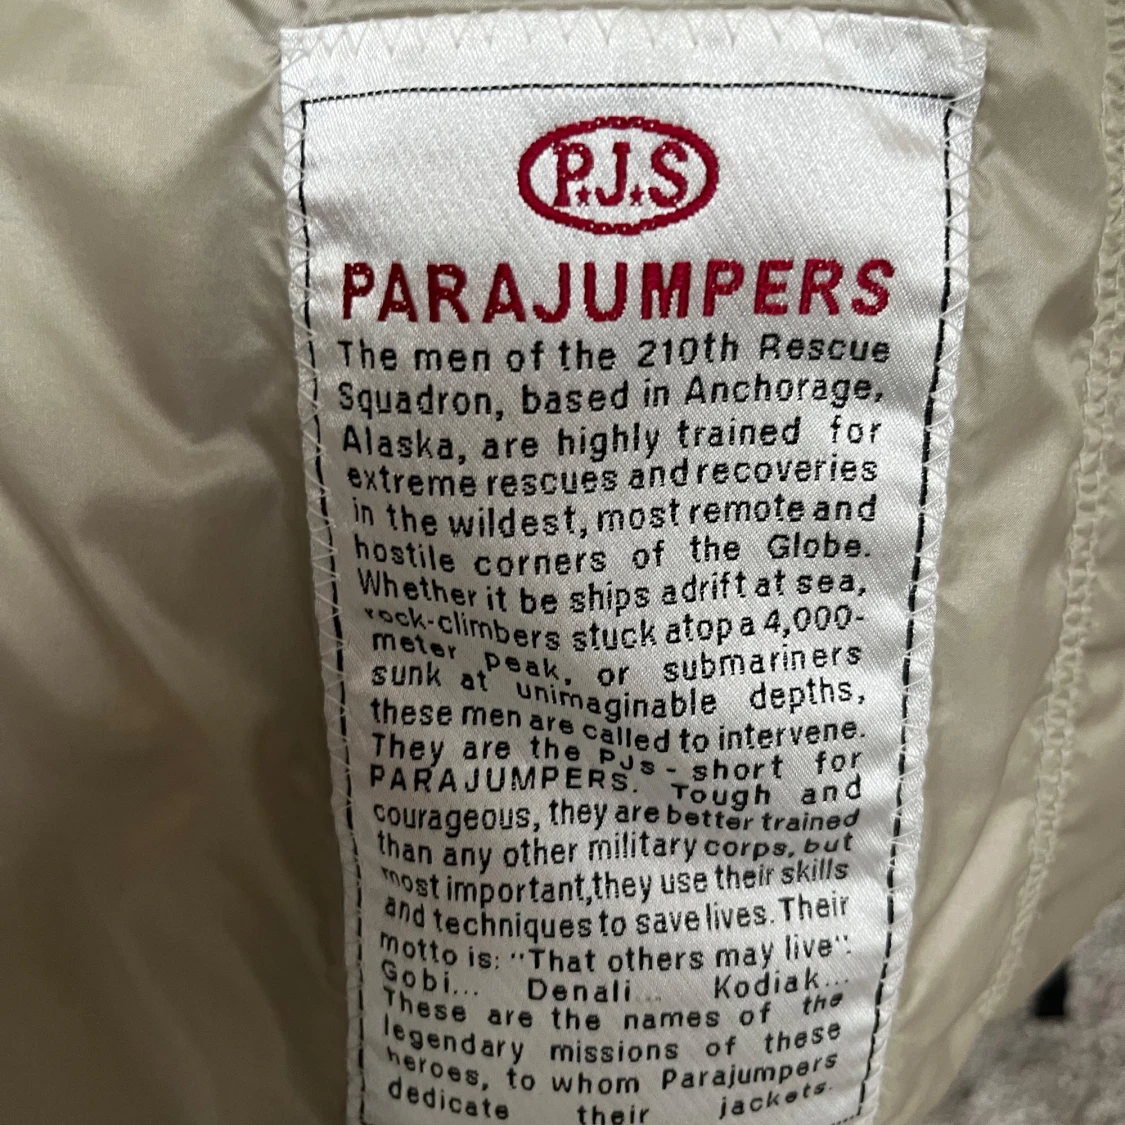 P.J.S
PARAJUMPERS
The men of the 210th Rescue
Squadron, based in Anchorage,
Alaska, are highly trained for
extreme rescues and recoveries
in the wildest, most remote and
hostile corners of the Globe.
Whether it be ships adrift at sea,
rock-climbers stuck atop a 4,000-
meter peak, or submariners
sunk at unimaginable depths,
these men are called to intervene.
They are the PJs - short for
PARAJUMPERS. Tough and
courageous, they are better trained
than any other military corps, but
most important, they use their skills
and techniques to save lives. Their
motto is: "That others may live":
Gobi... Denali... Kodiak...
These are the names of the
legendary missions of these
heroes, to whom Parajumpers
dedicate their jackets.